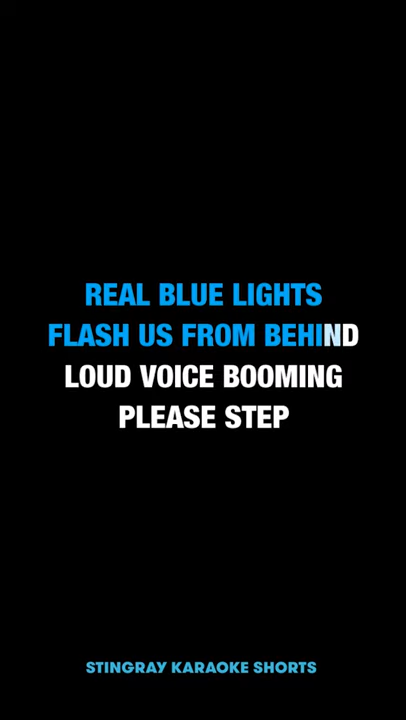 REAL BLUE LIGHTS
FLASH US FROM BEHIND
LOUD VOICE BOOMING
PLEASE STEP
STINGRAY KARAOKE SHORTS